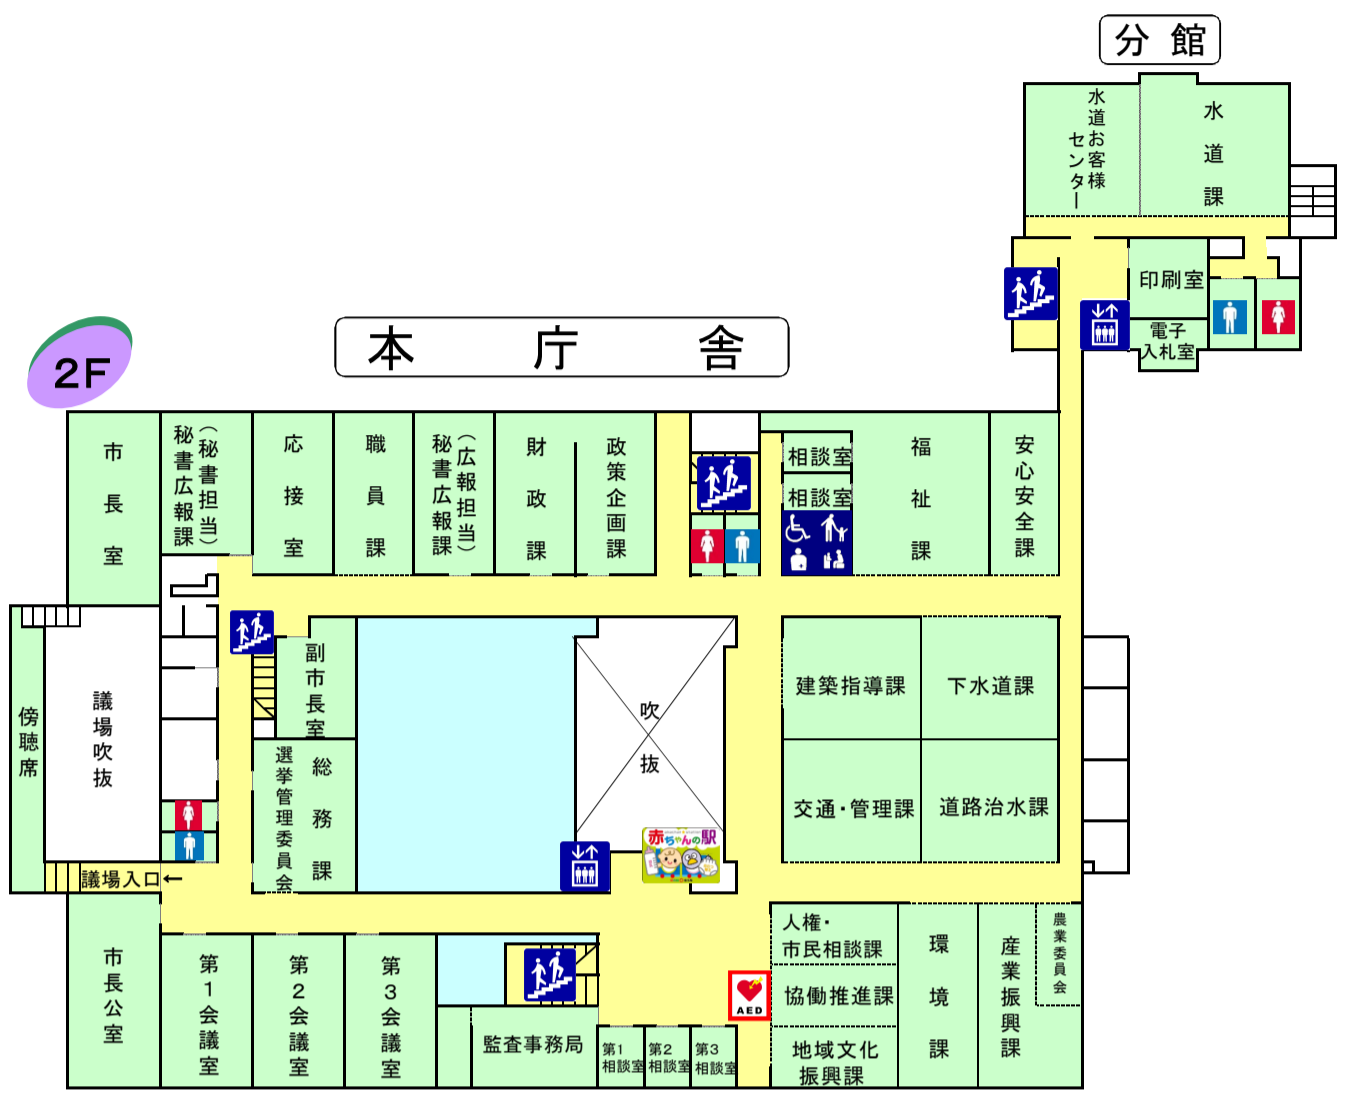 分館
水道お客様
センター
水道課
印刷室
電子
入札室
2F
本庁舎
市長室
秘書広報課
(秘書担当)
応接室
職員課
秘書広報課
(広報担当)
財政課
政策企画課
相談室
相談室
福祉課
安心安全課
副市長室
吹抜
建築指導課
下水道課
傍聴席
議場吹抜
選挙管理委員会
総務課
交通・管理課
道路治水課
赤ちゃんの駅
議場入口←
市長公室
第1会議室
第2会議室
第3会議室
監査事務局
第1
相談室
第2
相談室
第3
相談室
AED
人権・
市民相談課
協働推進課
地域文化
振興課
環境課
産業振興課
農業委員会